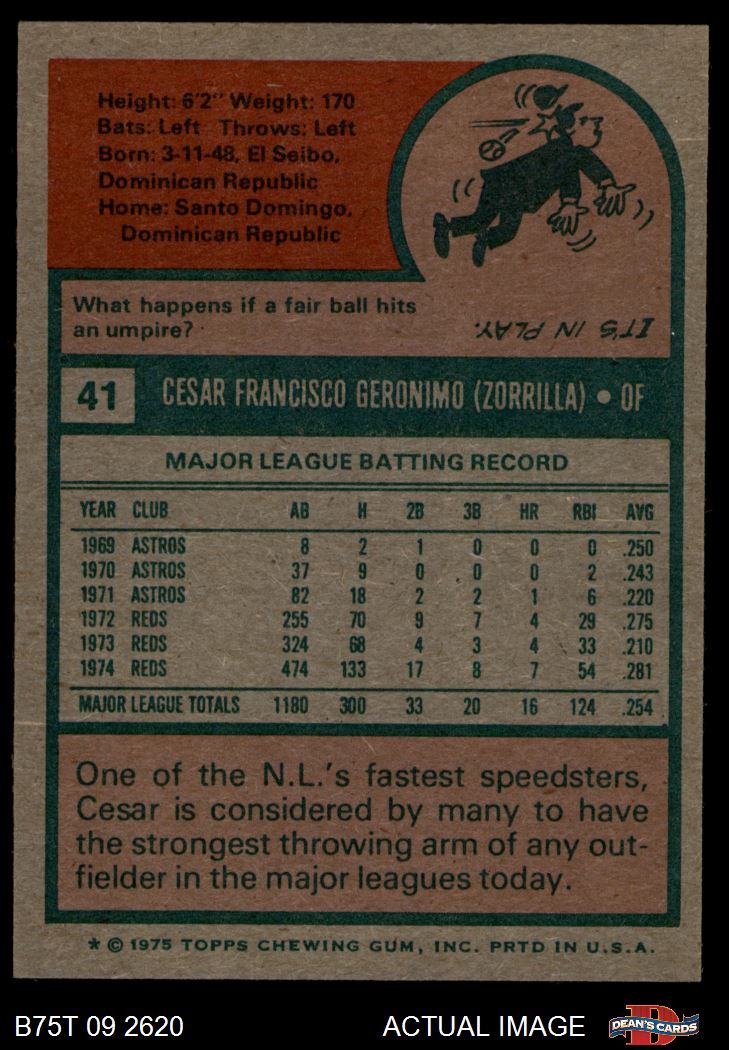 Height: 6'2" Weight: 170
Bats: Left Throws: Left
Born: 3-11-48, El Seibo,
Dominican Republic
Home: Santo Domingo,
Dominican Republic
What happens if a fair ball hits
an umpire?
IT'S IN PLAY.
41 CESAR FRANCISCO GERONIMO (ZORRILLA) • OF
MAJOR LEAGUE BATTING RECORD
YEAR CLUB AB H 2B 3B HR RBI AVG
1969 ASTROS 8 2 1 0 0 0 .250
1970 ASTROS 37 9 0 0 0 2 .243
1971 ASTROS 82 18 2 2 1 6 .220
1972 REDS 255 70 9 7 4 29 .275
1973 REDS 324 68 4 3 4 33 .210
1974 REDS 474 133 17 8 7 54 .281
MAJOR LEAGUE TOTALS 1180 300 33 20 16 124 .254
One of the N.L.'s fastest speedsters,
Cesar is considered by many to have
the strongest throwing arm of any out-
fielder in the major leagues today.
* © 1975 TOPPS CHEWING GUM, INC. PRTD IN U.S.A.
B75T 09 2620 ACTUAL IMAGE DEAN'S CARDS